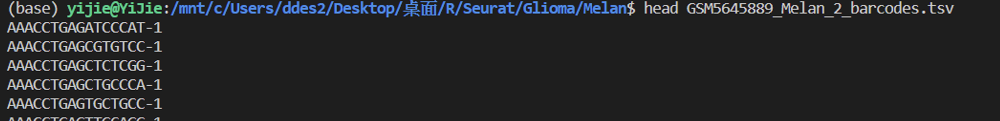 (base) yijie@YiJie:/mnt/c/Users/ddes2/Desktop/桌面/R/Seurat/Glioma/Melan$ head GSM5645889_Melan_2_barcodes.tsv
AAACCTGAGATCCCAT-1
AAACCTGAGCGTGTCC-1
AAACCTGAGCTCTCGG-1
AAACCTGAGCTGCCCA-1
AAACCTGAGTGCTGCC-1